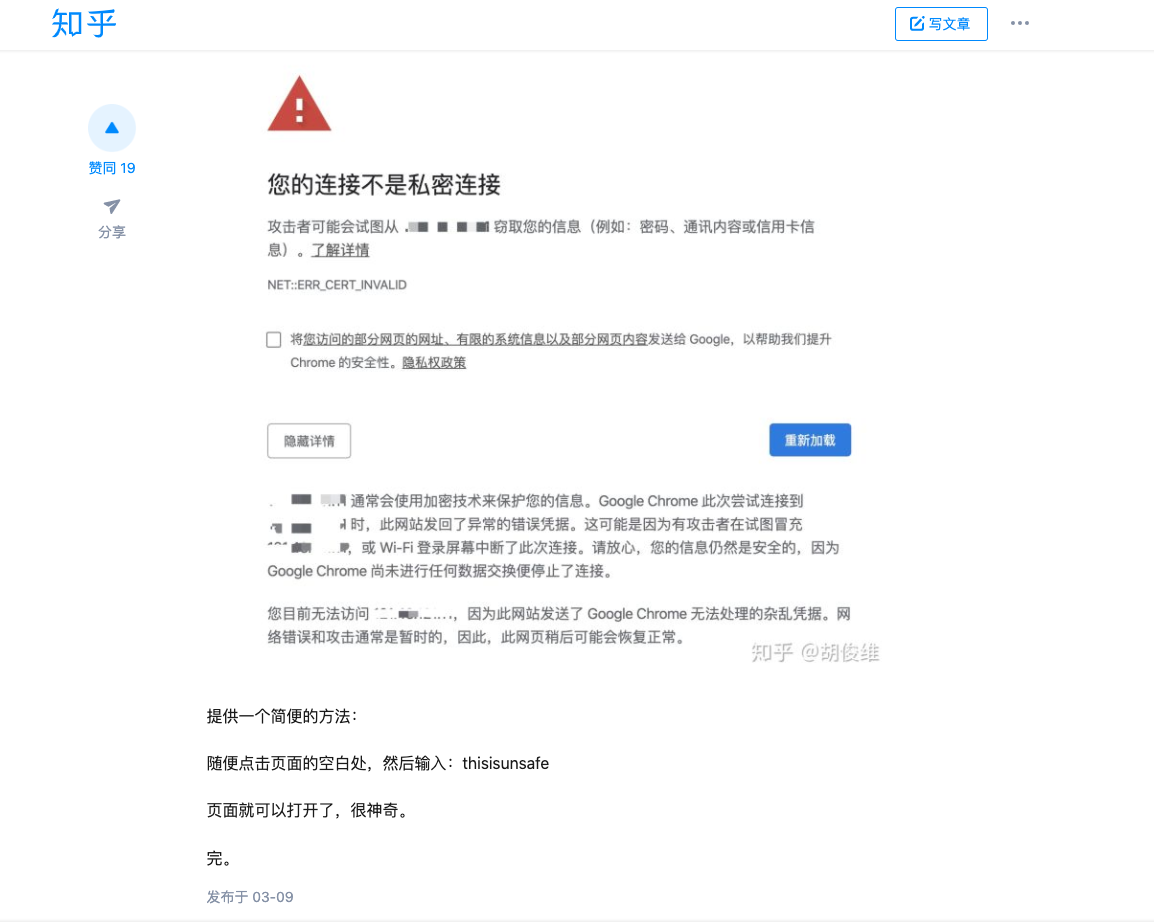 知乎
写文章
赞同 19
分享
您的连接不是私密连接
攻击者可能会试图从 窃取您的信息（例如：密码、通讯内容或信用卡信
息）。了解详情
NET::ERR_CERT_INVALID
将您访问的部分网页的网址、有限的系统信息以及部分网页内容发送给 Google，以帮助我们提升
Chrome 的安全性。隐私权政策
隐藏详情
重新加载
通常会使用加密技术来保护您的信息。Google Chrome 此次尝试连接到
时，此网站发回了异常的错误凭据。这可能是因为有攻击者在试图冒充
，或 Wi-Fi 登录屏幕中断了此次连接。请放心，您的信息仍然是安全的，因为
Google Chrome 尚未进行任何数据交换便停止了连接。
您目前无法访问 ，因为此网站发送了 Google Chrome 无法处理的杂乱凭据。网
络错误和攻击通常是暂时的，因此，此网页稍后可能会恢复正常。
知乎 @胡俊维
提供一个简便的方法：
随便点击页面的空白处，然后输入：thisisunsafe
页面就可以打开了，很神奇。
完。
发布于 03-09